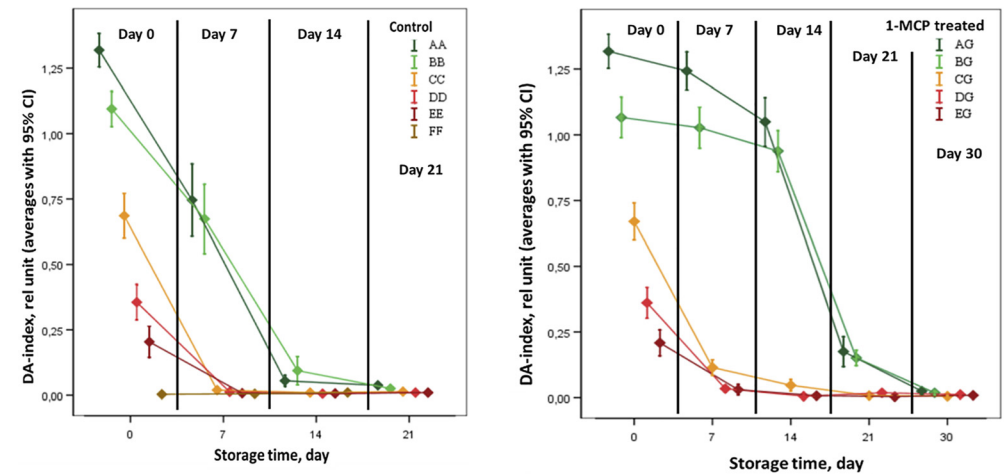 Control
Day 0 Day 7 Day 14
AA
BB
CC
DD
EE
FF
Day 21
1,25
1,00
0,75
0,50
0,25
0,00
DA-index, rel unit (averages with 95% CI)
0 7 14 21
Storage time, day
1-MCP treated
Day 0 Day 7 Day 14
Day 21
AG
BG
CG
DG
EG
Day 30
1,25
1,00
0,75
0,50
0,25
0,00
DA-index, rel unit (averages with 95% CI)
0 7 14 21 30
Storage time, day